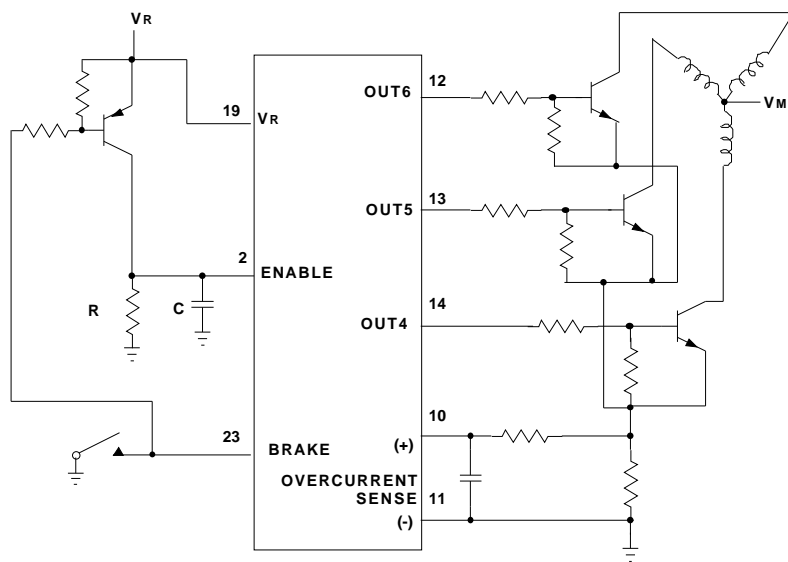 VR
12
OUT6
19
VR
VM
13
OUT5
2
ENABLE
14
R
C
OUT4
10
23
(+)
BRAKE
OVERCURRENT
SENSE
11
(-)